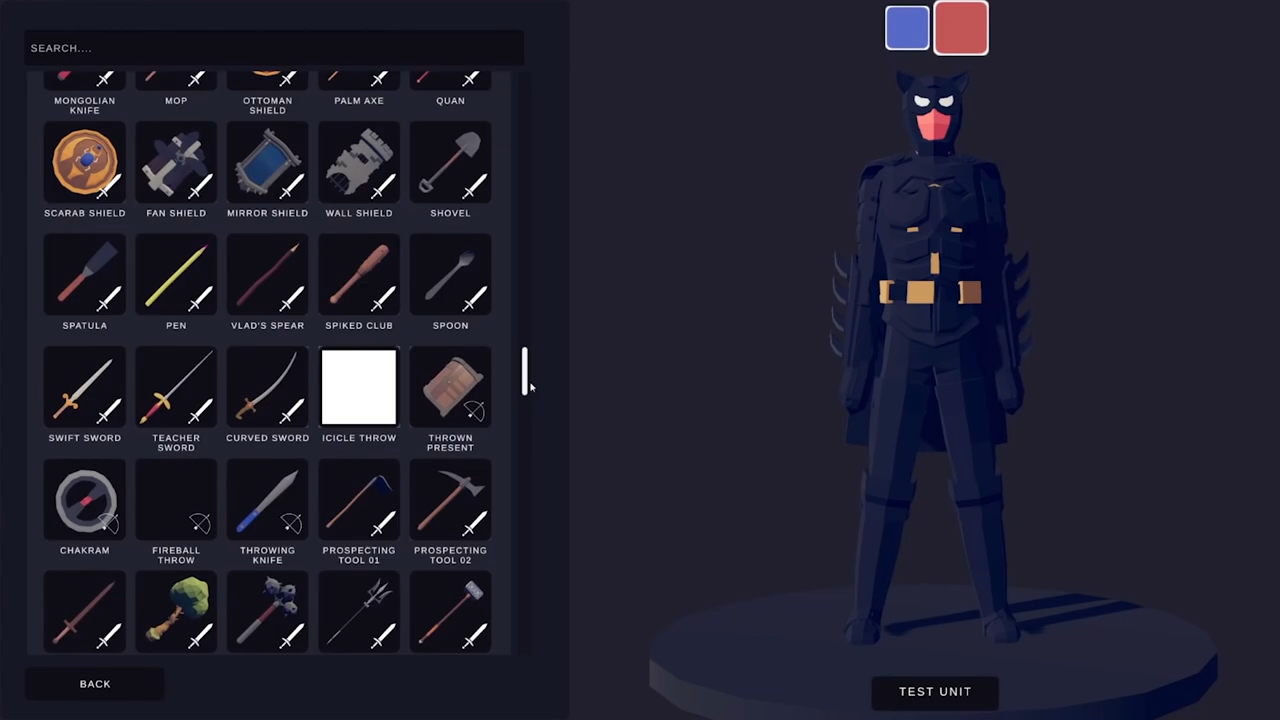 SEARCH....
MONGOLIAN
KNIFE
MOP
OTTOMAN
SHIELD
PALM AXE
QUAN
SCARAB SHIELD
FAN SHIELD
MIRROR SHIELD
WALL SHIELD
SHOVEL
SPATULA
PEN
VLAD'S SPEAR
SPIKED CLUB
SPOON
SWIFT SWORD
TEACHER
SWORD
CURVED SWORD
ICICLE THROW
THROWN
PRESENT
CHAKRAM
FIREBALL
THROW
THROWING
KNIFE
PROSPECTING
TOOL 01
PROSPECTING
TOOL 02
BACK
TEST UNIT